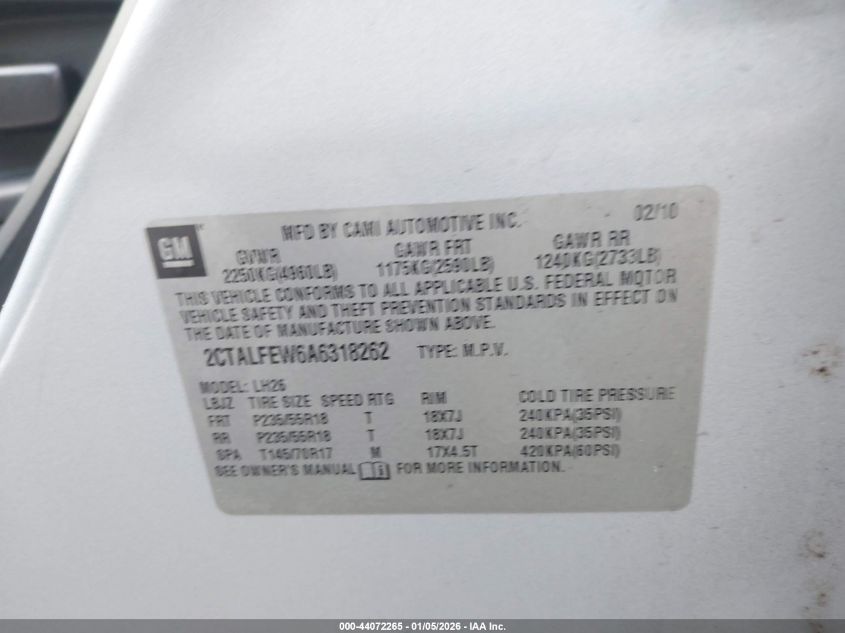 GM
MFD BY CAMI AUTOMOTIVE INC. 02/10
GVWR GAWR FRT GAWR RR
2250KG(4960LB) 1175KG(2590LB) 1240KG(2733LB)
THIS VEHICLE CONFORMS TO ALL APPLICABLE U.S. FEDERAL MOTOR
VEHICLE SAFETY AND THEFT PREVENTION STANDARDS IN EFFECT ON
THE DATE OF MANUFACTURE SHOWN ABOVE.
2CTALFEW6A6318262 TYPE: M.P.V.
MODEL: LH26
LBJZ TIRE SIZE SPEED RTG RIM COLD TIRE PRESSURE
FRT P235/55R18 T 18X7J 240KPA(35PSI)
RR P235/55R18 T 18X7J 240KPA(35PSI)
SPA T145/70R17 M 17X4.5T 420KPA(60PSI)
SEE OWNER'S MANUAL FOR MORE INFORMATION.
000-44072265 - 01/05/2026 - IAA Inc.